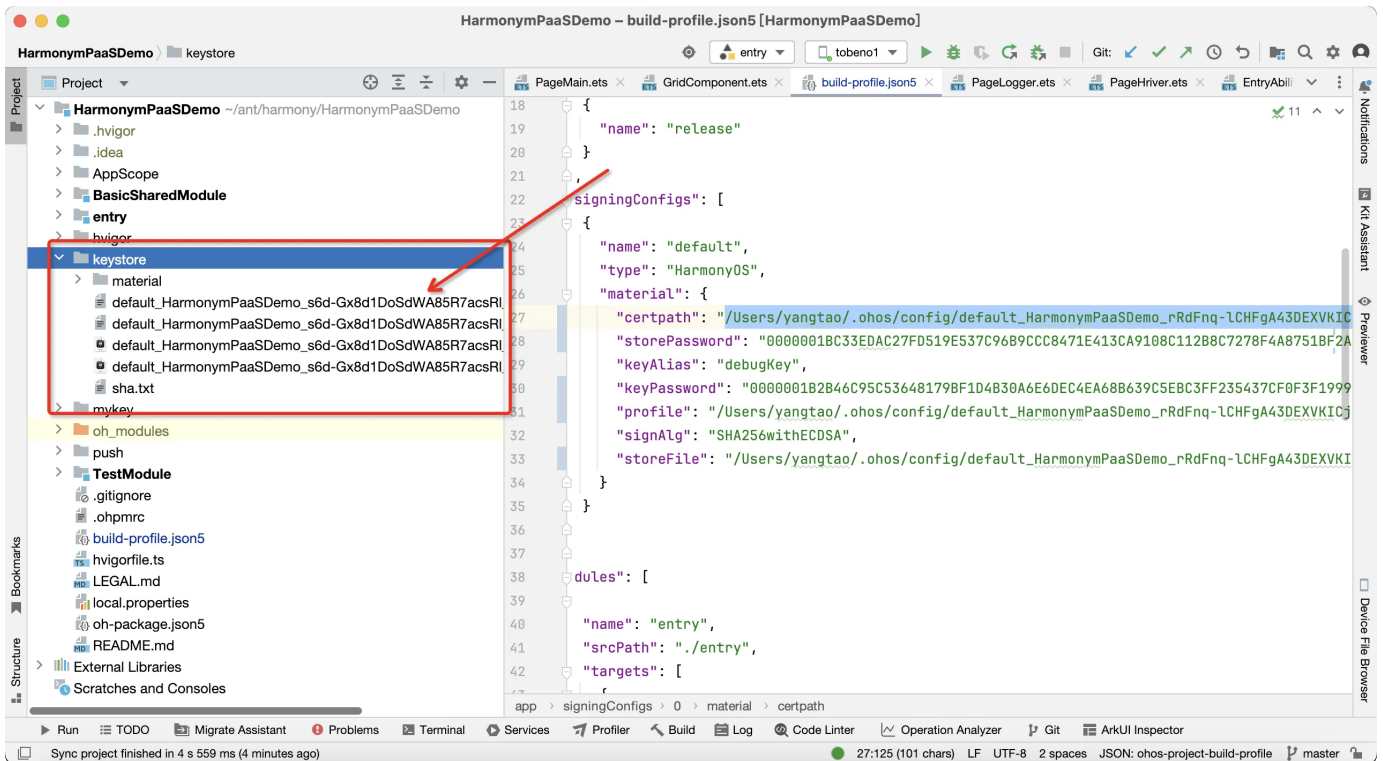 HarmonymPaaSDemo – build-profile.json5 [HarmonymPaaSDemo]
HarmonymPaaSDemo keystore entry tobeno1 Git:
Project
Project
PageMain.ets GridComponent.ets build-profile.json5 PageLogger.ets PageHriver.ets EntryAbili
HarmonymPaaSDemo ~/ant/harmony/HarmonymPaaSDemo
.hvigor
.idea
AppScope
BasicSharedModule
entry
hvigor
keystore
material
default_HarmonymPaaSDemo_s6d-Gx8d1DoSdWA85R7acsRl_
default_HarmonymPaaSDemo_s6d-Gx8d1DoSdWA85R7acsRl_
default_HarmonymPaaSDemo_s6d-Gx8d1DoSdWA85R7acsRl_
default_HarmonymPaaSDemo_s6d-Gx8d1DoSdWA85R7acsRl_
sha.txt
mykey
oh_modules
push
TestModule
.gitignore
.ohpmrc
build-profile.json5
hvigorfile.ts
LEGAL.md
local.properties
oh-package.json5
README.md
External Libraries
Scratches and Consoles
Bookmarks
Structure
11
18 {
19 "name": "release"
20 }
21 ,
22 signingConfigs": [
23 {
24 "name": "default",
25 "type": "HarmonyOS",
26 "material": {
27 "certpath": "/Users/yangtao/.ohos/config/default_HarmonymPaaSDemo_rRdFnq-lCHFgA43DEXVKIC
28 "storePassword": "0000001BC33EDAC27FD519E537C96B9CCC8471E413CA9108C112B8C7278F4A8751BF2A
29 "keyAlias": "debugKey",
30 "keyPassword": "0000001B2B46C95C53648179BF1D4B30A6E6DEC4EA68B639C5EBC3FF235437CF0F3F1999
31 "profile": "/Users/yangtao/.ohos/config/default_HarmonymPaaSDemo_rRdFnq-lCHFgA43DEXVKICj
32 "signAlg": "SHA256withECDSA",
33 "storeFile": "/Users/yangtao/.ohos/config/default_HarmonymPaaSDemo_rRdFnq-lCHFgA43DEXVKI
34 }
35 }
36
37
38 dules": [
39
40 "name": "entry",
41 "srcPath": "./entry",
42 "targets": [
{
app signingConfigs 0 material certpath
Notifications
Kit Assistant
Previewer
Device File Browser
Run TODO Migrate Assistant Problems Terminal Services Profiler Build Log Code Linter Operation Analyzer Git ArkUI Inspector
Sync project finished in 4 s 559 ms (4 minutes ago) 27:125 (101 chars) LF UTF-8 2 spaces JSON: ohos-project-build-profile master